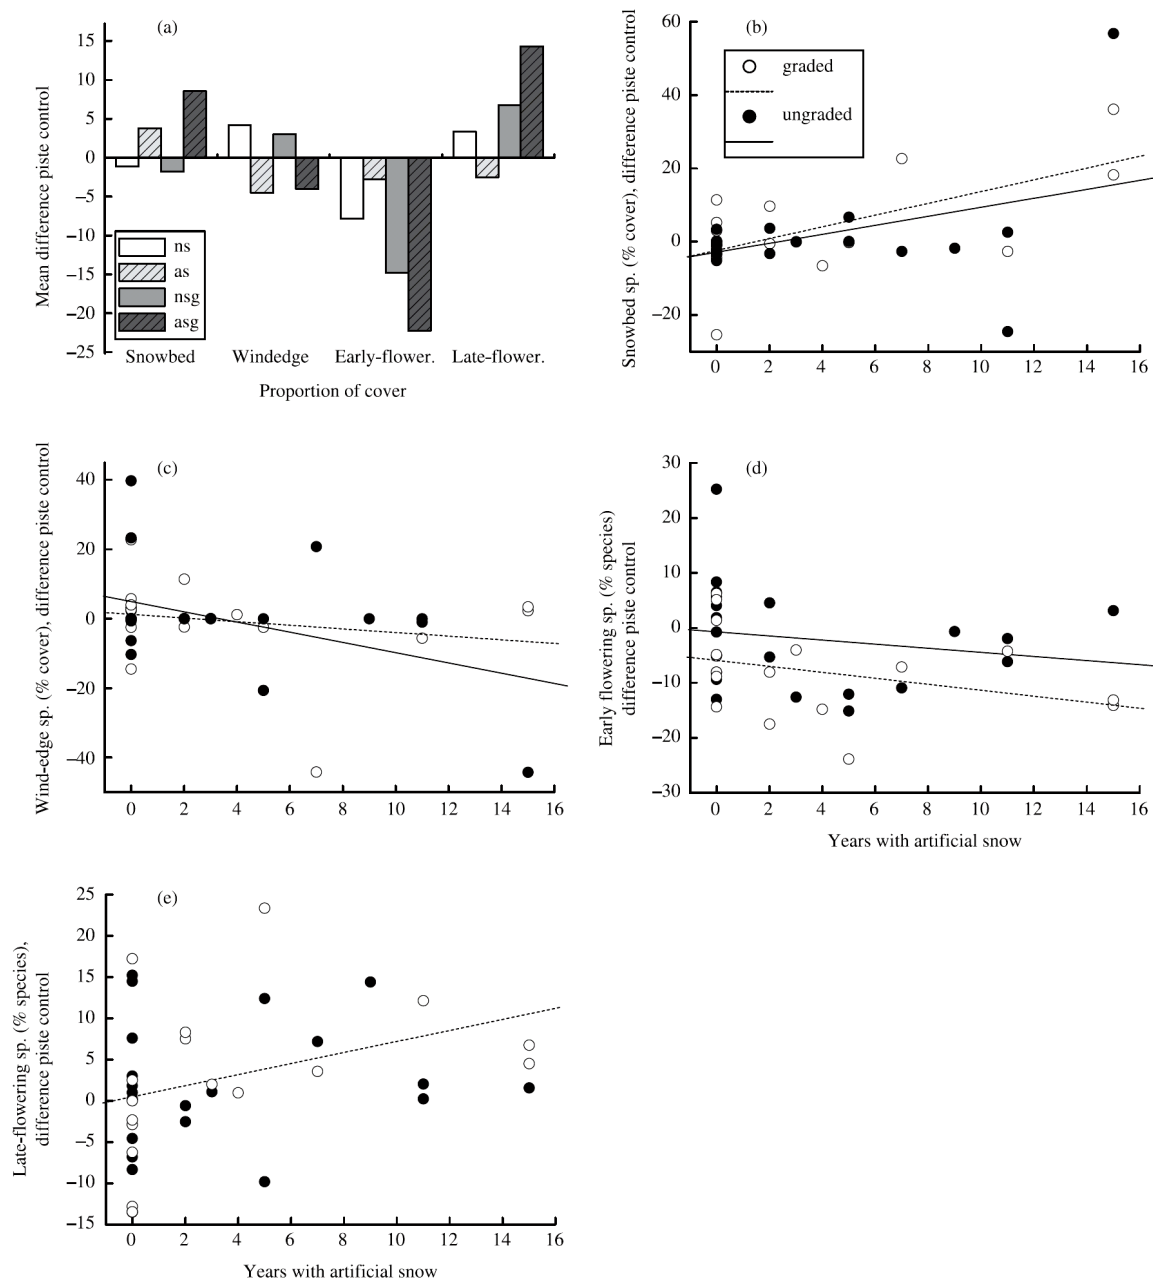 (a)
Mean difference piste control
15
10
5
0
−5
−10
−15
−20
−25
ns
as
nsg
asg
Snowbed Windedge Early-flower. Late-flower.
Proportion of cover
(b)
Snowbed sp. (% cover), difference piste control
60
40
20
0
−20
graded
ungraded
0 2 4 6 8 10 12 14 16
(c)
Wind-edge sp. (% cover), difference piste control
40
20
0
−20
−40
0 2 4 6 8 10 12 14 16
(d)
Early flowering sp. (% species)
difference piste control
30
20
10
0
−10
−20
−30
0 2 4 6 8 10 12 14 16
Years with artificial snow
(e)
Late-flowering sp. (% species),
difference piste control
25
20
15
10
5
0
−5
−10
−15
0 2 4 6 8 10 12 14 16
Years with artificial snow